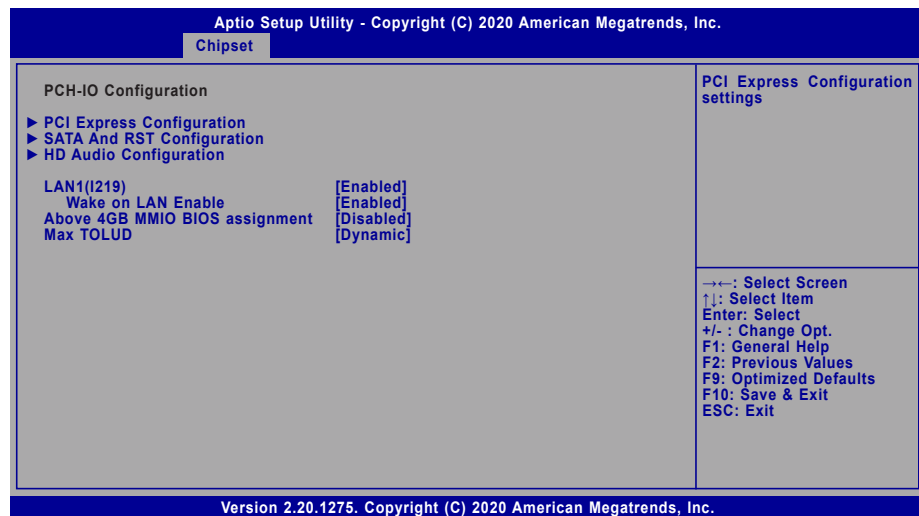 Aptio Setup Utility - Copyright (C) 2020 American Megatrends, Inc.
Chipset
PCH-IO Configuration
► PCI Express Configuration
► SATA And RST Configuration
► HD Audio Configuration
LAN1(I219) [Enabled]
Wake on LAN Enable [Enabled]
Above 4GB MMIO BIOS assignment [Disabled]
Max TOLUD [Dynamic]
PCI Express Configuration
settings
→←: Select Screen
↑↓: Select Item
Enter: Select
+/- : Change Opt.
F1: General Help
F2: Previous Values
F9: Optimized Defaults
F10: Save & Exit
ESC: Exit
Version 2.20.1275. Copyright (C) 2020 American Megatrends, Inc.